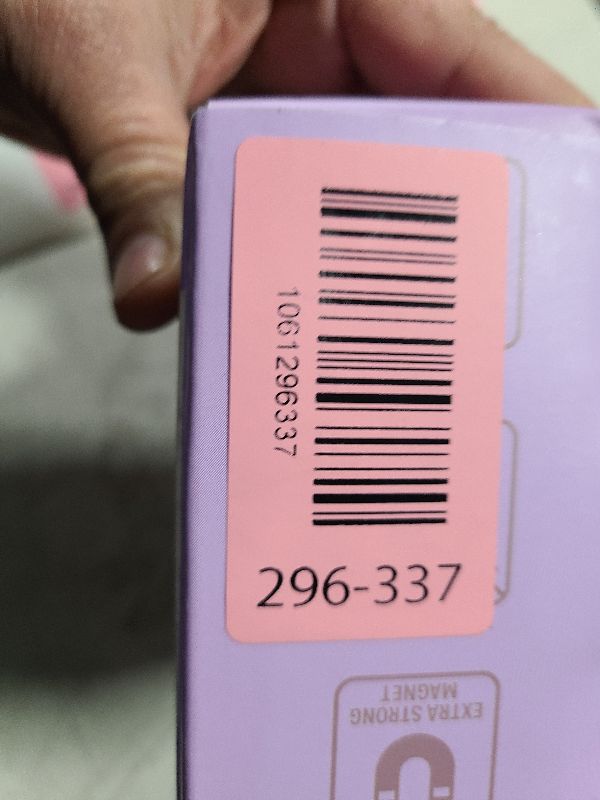 1061296337
296-337
EXTRA STRONG
MAGNET